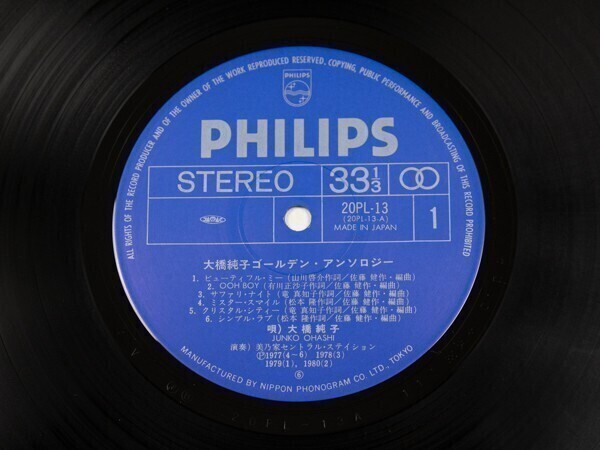 ALL RIGHTS OF THE RECORD PRODUCER AND OF THE OWNER OF THE WORK REPRODUCED RESERVED. COPYING, PUBLIC PERFORMANCE AND BROADCASTING OF THIS RECORD PROHIBITED
PHILIPS
PHILIPS
STEREO 33 1/3
20PL-13
(20PL-13-A)
MADE IN JAPAN
1
大橋純子ゴールデン・アンソロジー
1. ビューティフル・ミー(山川啓介作詞/佐藤 健作・編曲)
2. OOH BOY(有川正沙子作詞/佐藤 健作・編曲)
3. サファリ・ナイト(竜 真知子作詞/佐藤 健作・編曲)
4. ミスター・スマイル(松本 隆作詞/佐藤 健作・編曲)
5. クリスタル・シティー(竜 真知子作詞/佐藤 健作・編曲)
6. シンプル・ラブ(松本 隆作詞/佐藤 健作・編曲)
唄)大橋純子
JUNKO OHASHI
演奏)美乃家セントラル・ステイション
Ⓟ1977(4〜6) 1978(3)
1979(1), 1980(2)
MANUFACTURED BY NIPPON PHONOGRAM CO. LTD., TOKYO
⑥